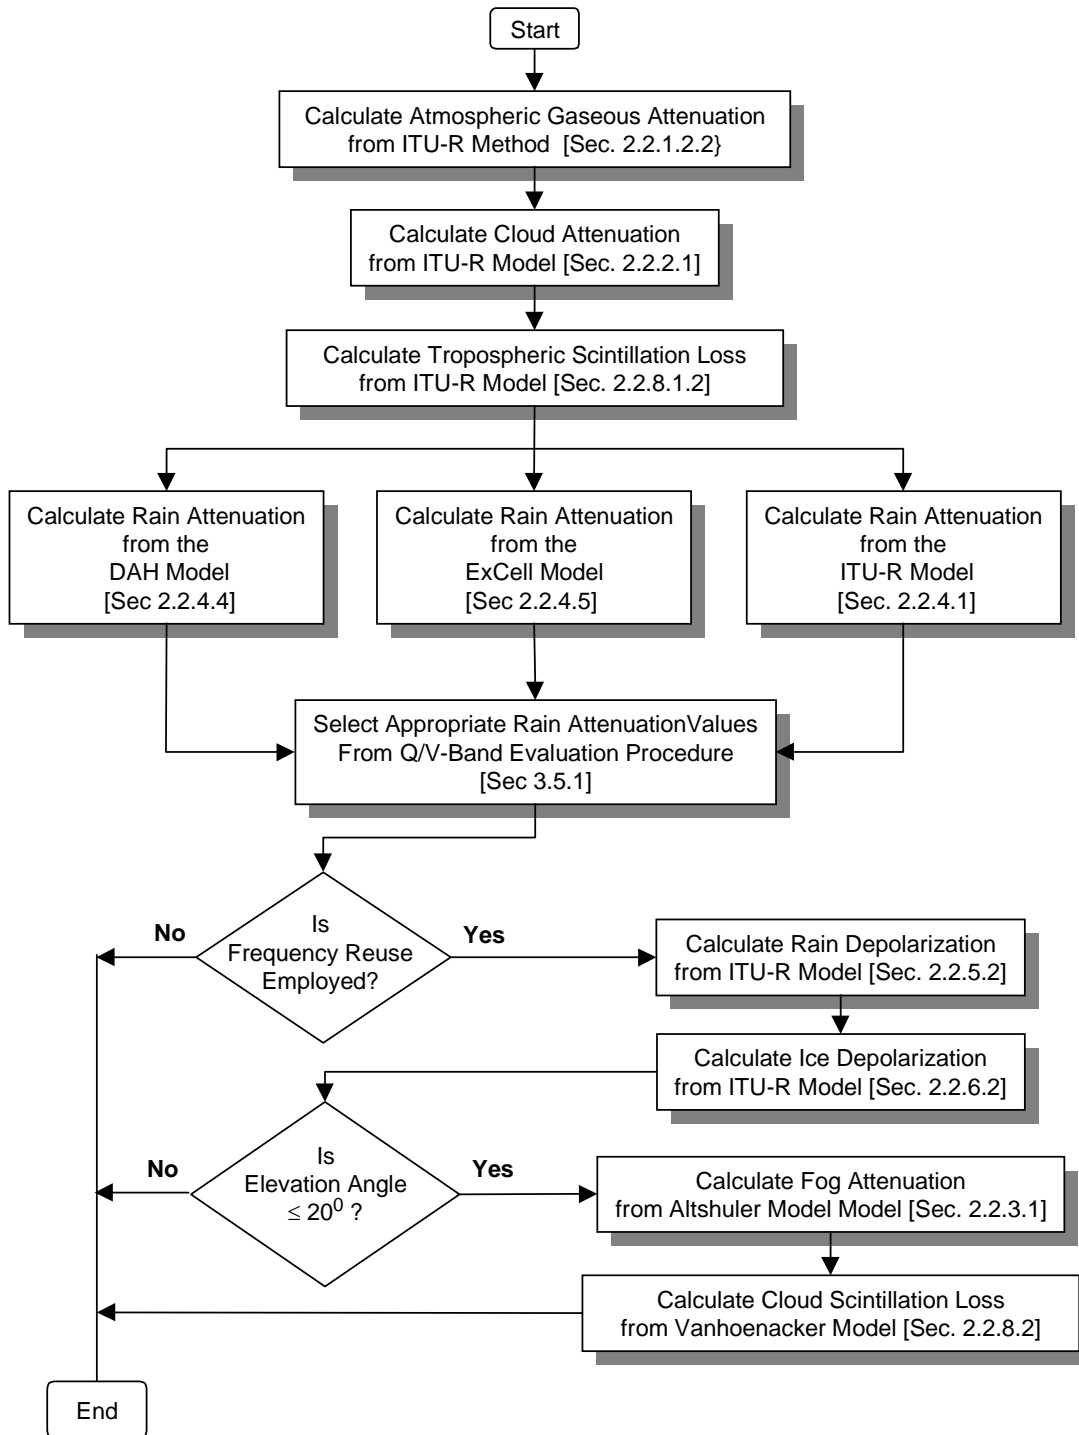 Start
Calculate Atmospheric Gaseous Attenuation
from ITU-R Method [Sec. 2.2.1.2.2}
Calculate Cloud Attenuation
from ITU-R Model [Sec. 2.2.2.1]
Calculate Tropospheric Scintillation Loss
from ITU-R Model [Sec. 2.2.8.1.2]
Calculate Rain Attenuation
from the
DAH Model
[Sec 2.2.4.4]
Calculate Rain Attenuation
from the
ExCell Model
[Sec 2.2.4.5]
Calculate Rain Attenuation
from the
ITU-R Model
[Sec. 2.2.4.1]
Select Appropriate Rain AttenuationValues
From Q/V-Band Evaluation Procedure
[Sec 3.5.1]
Is
Frequency Reuse
Employed?
No
Yes
Calculate Rain Depolarization
from ITU-R Model [Sec. 2.2.5.2]
Calculate Ice Depolarization
from ITU-R Model [Sec. 2.2.6.2]
Is
Elevation Angle
≤ 20⁰ ?
No
Yes
Calculate Fog Attenuation
from Altshuler Model Model [Sec. 2.2.3.1]
Calculate Cloud Scintillation Loss
from Vanhoenacker Model [Sec. 2.2.8.2]
End